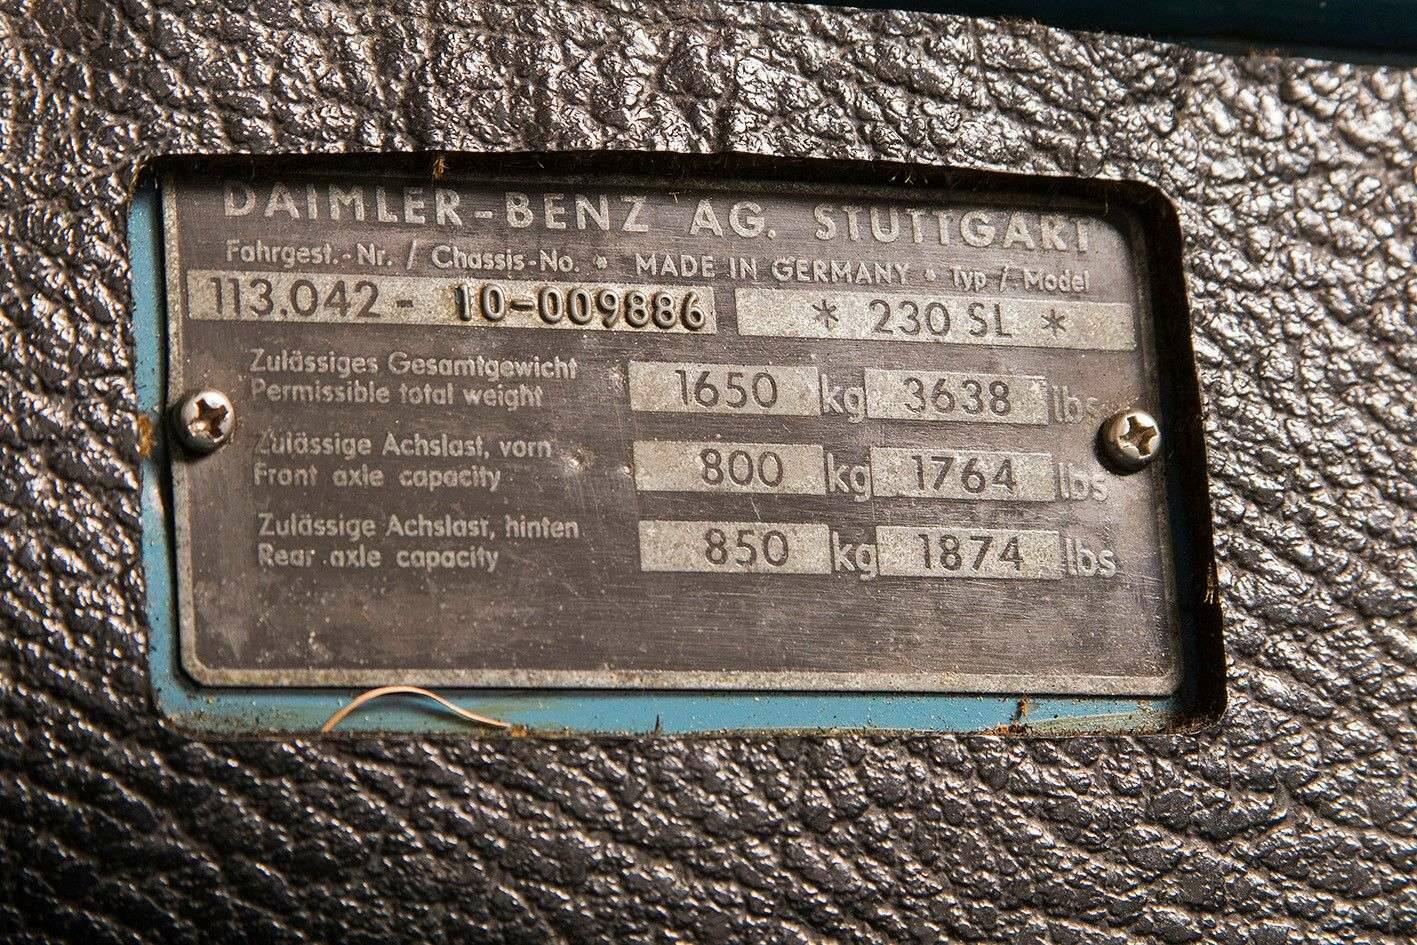 DAIMLER-BENZ AG. STUTTGART
Fahrgest.-Nr. / Chassis-No. * MADE IN GERMANY * Typ / Model
113.042 - 10-009886 * 230 SL *
Zulässiges Gesamtgewicht
Permissible total weight 1650 kg 3638 lbs
Zulässige Achslast, vorn
Front axle capacity 800 kg 1764 lbs
Zulässige Achslast, hinten
Rear axle capacity 850 kg 1874 lbs